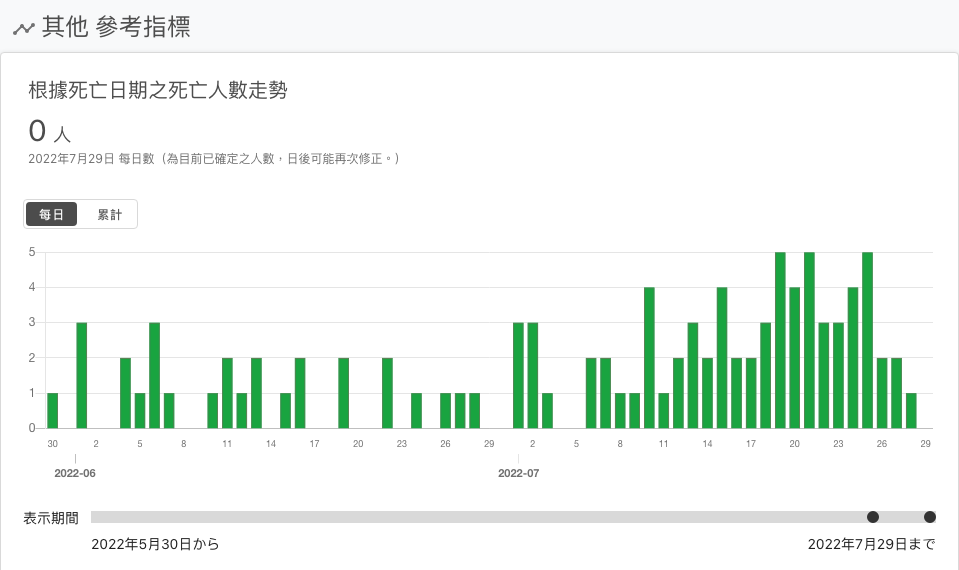 其他 參考指標
根據死亡日期之死亡人數走勢
0 人
2022年7月29日 每日數（為目前已確定之人數，日後可能再次修正。）
每日 累計
5
4
3
2
1
0
30 2 5 8 11 14 17 20 23 26 29 2 5 8 11 14 17 20 23 26 29
2022-06 2022-07
表示期間
2022年5月30日から 2022年7月29日まで